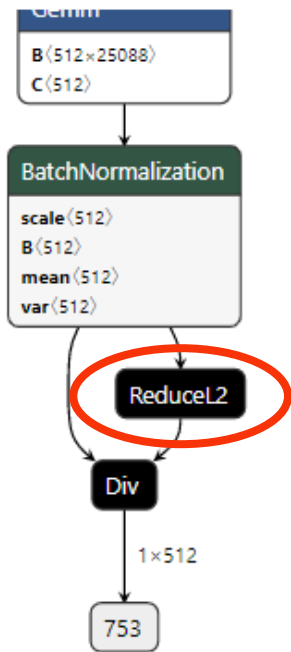 Gemm
B⟨512×25088⟩
C⟨512⟩
BatchNormalization
scale⟨512⟩
B⟨512⟩
mean⟨512⟩
var⟨512⟩
ReduceL2
Div
1×512
753